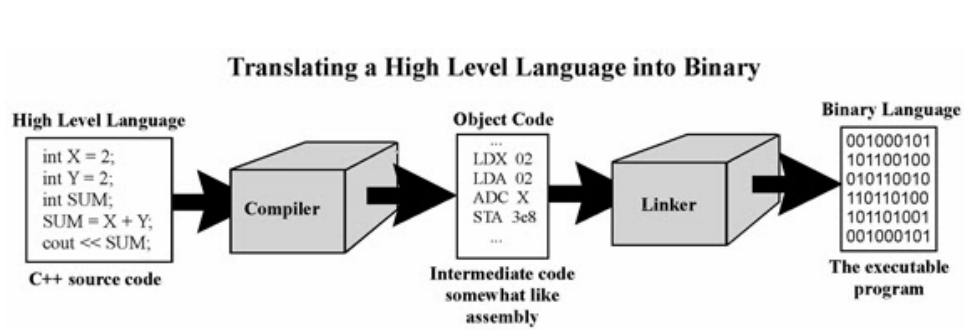 Translating a High Level Language into Binary
High Level Language
int X = 2;
int Y = 2;
int SUM;
SUM = X + Y;
cout << SUM;
C++ source code
Compiler
Object Code
...
LDX 02
LDA 02
ADC X
STA 3e8
...
Intermediate code
somewhat like
assembly
Linker
Binary Language
001000101
101100100
010110010
110110100
101101001
001000101
The executable
program